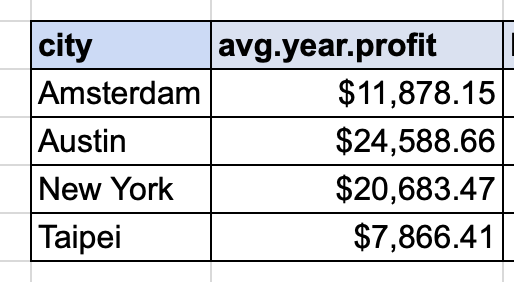 city avg.year.profit
Amsterdam $11,878.15
Austin $24,588.66
New York $20,683.47
Taipei $7,866.41